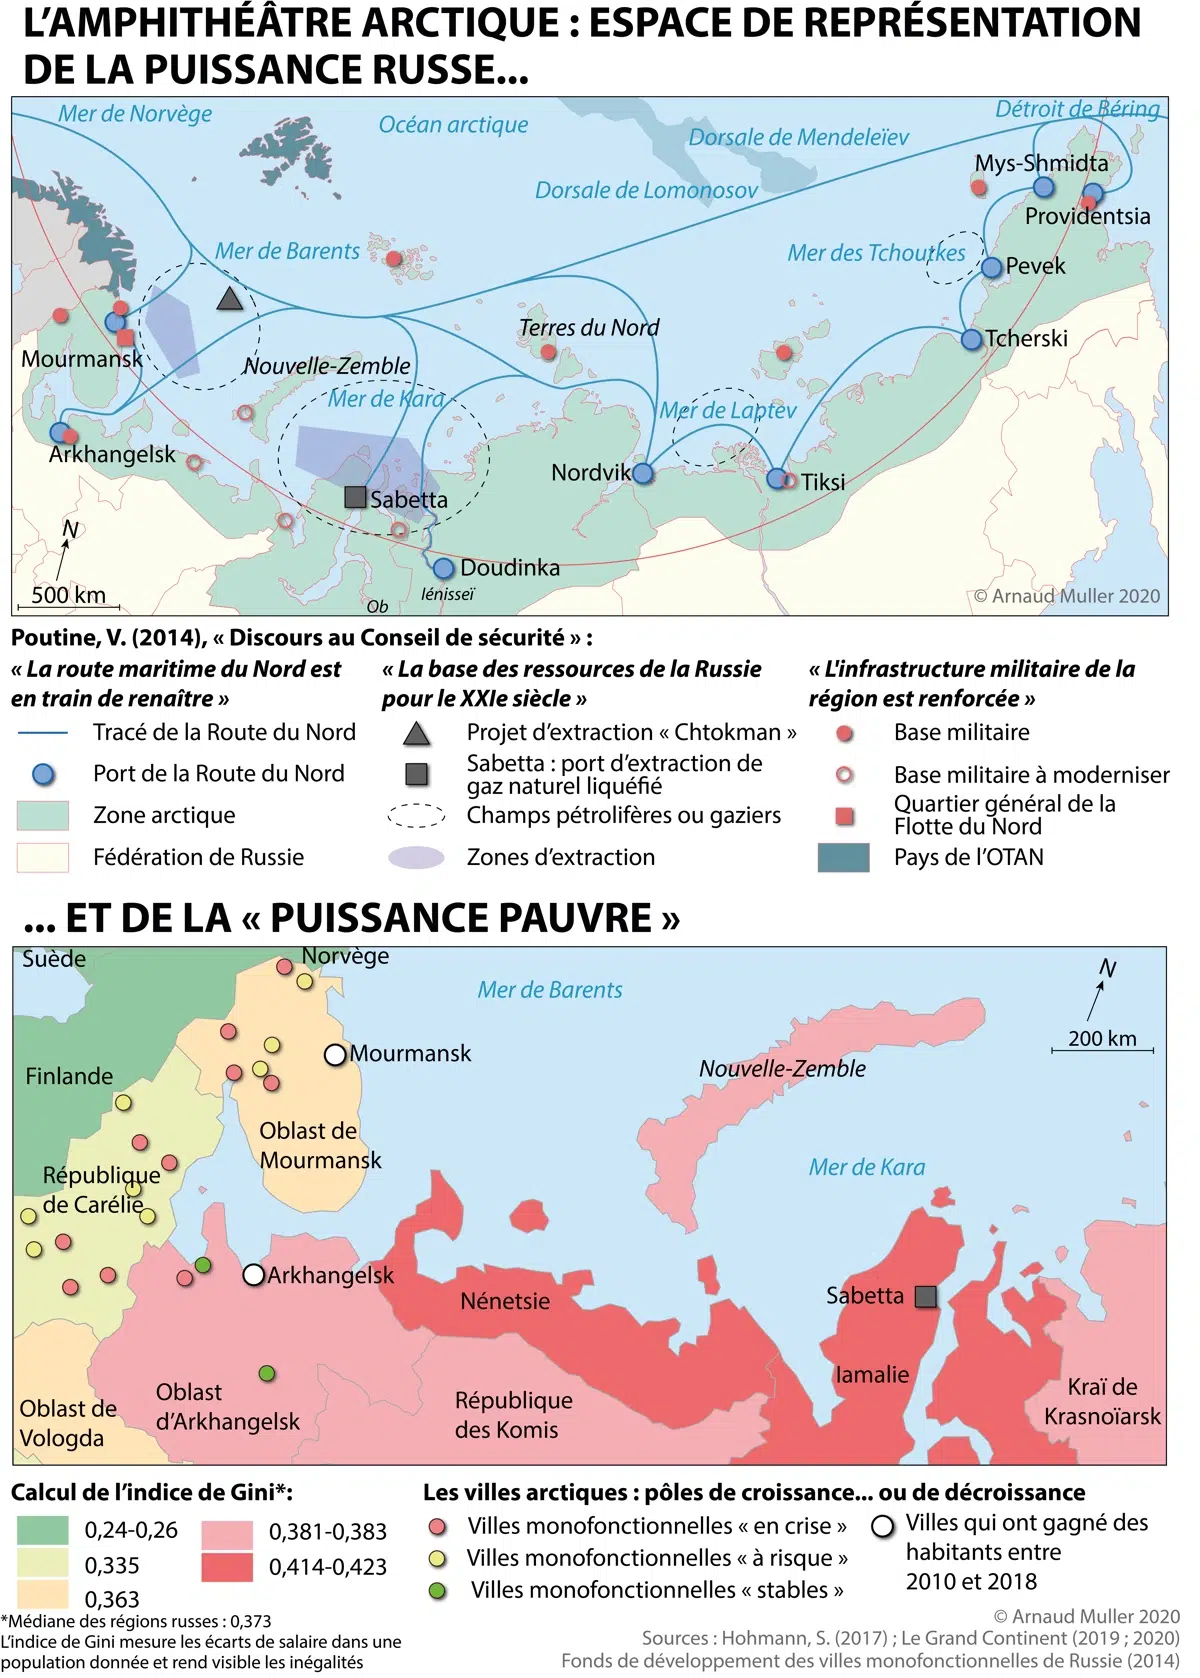 L'AMPHITHÉÂTRE ARCTIQUE : ESPACE DE REPRÉSENTATION
DE LA PUISSANCE RUSSE...
Mer de Norvège
Océan arctique
Détroit de Béring
Dorsale de Mendeleïev
Mys-Shmidta
Dorsale de Lomonosov
Providentsia
Mer de Barents
Mer des Tchouktkes
Pevek
Terres du Nord
Tcherski
Mourmansk
Nouvelle-Zemble
Mer de Kara
Mer de Laptev
Arkhangelsk
Nordvik
Tiksi
Sabetta
N
Doudinka
Iénisseï
500 km
Ob
© Arnaud Muller 2020
Poutine, V. (2014), « Discours au Conseil de sécurité » :
« La route maritime du Nord est
en train de renaître »
Tracé de la Route du Nord
Port de la Route du Nord
Zone arctique
Fédération de Russie
« La base des ressources de la Russie
pour le XXIe siècle »
Projet d'extraction « Chtokman »
Sabetta : port d'extraction de
gaz naturel liquéfié
Champs pétrolifères ou gaziers
Zones d'extraction
« L'infrastructure militaire de la
région est renforcée »
Base militaire
Base militaire à moderniser
Quartier général de la
Flotte du Nord
Pays de l'OTAN
... ET DE LA « PUISSANCE PAUVRE »
Suède
Norvège
N
Mer de Barents
200 km
Mourmansk
Nouvelle-Zemble
Finlande
Oblast de
Mourmansk
Mer de Kara
République
de Carélie
Arkhangelsk
Nénetsie
Sabetta
Iamalie
Oblast
d'Arkhangelsk
République
des Komis
Kraï de
Krasnoïarsk
Oblast de
Vologda
Calcul de l'indice de Gini*:
0,24-0,26
0,335
0,363
0,381-0,383
0,414-0,423
Les villes arctiques : pôles de croissance... ou de décroissance
Villes monofonctionnelles « en crise »
Villes monofonctionnelles « à risque »
Villes monofonctionnelles « stables »
Villes qui ont gagné des
habitants entre
2010 et 2018
*Médiane des régions russes : 0,373
L'indice de Gini mesure les écarts de salaire dans une
population donnée et rend visible les inégalités
© Arnaud Muller 2020
Sources : Hohmann, S. (2017) ; Le Grand Continent (2019 ; 2020)
Fonds de développement des villes monofonctionnelles de Russie (2014)